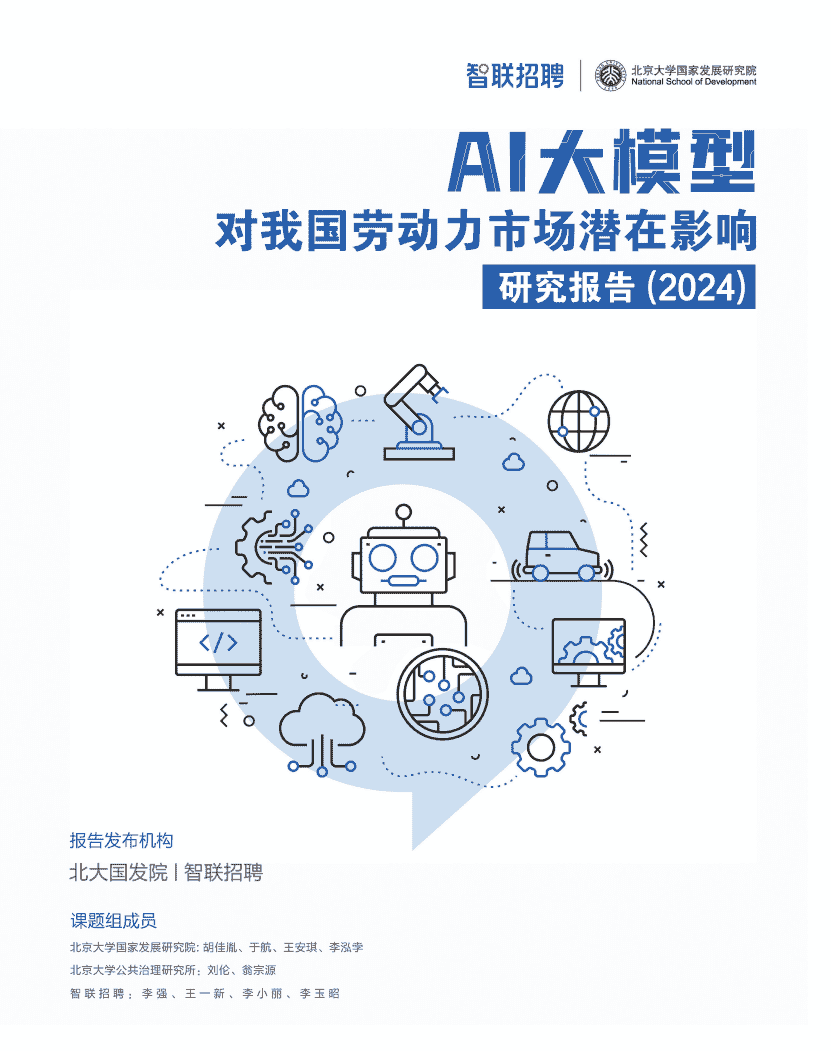 智联招聘
北京大学国家发展研究院
National School of Development
AI大模型
对我国劳动力市场潜在影响
研究报告 (2024)
</>
报告发布机构
北大国发院 | 智联招聘
课题组成员
北京大学国家发展研究院: 胡佳胤、于航、王安琪、李泓孛
北京大学公共治理研究所：刘伦、翁宗源
智联招聘：李强、王一新、李小丽、李玉昭